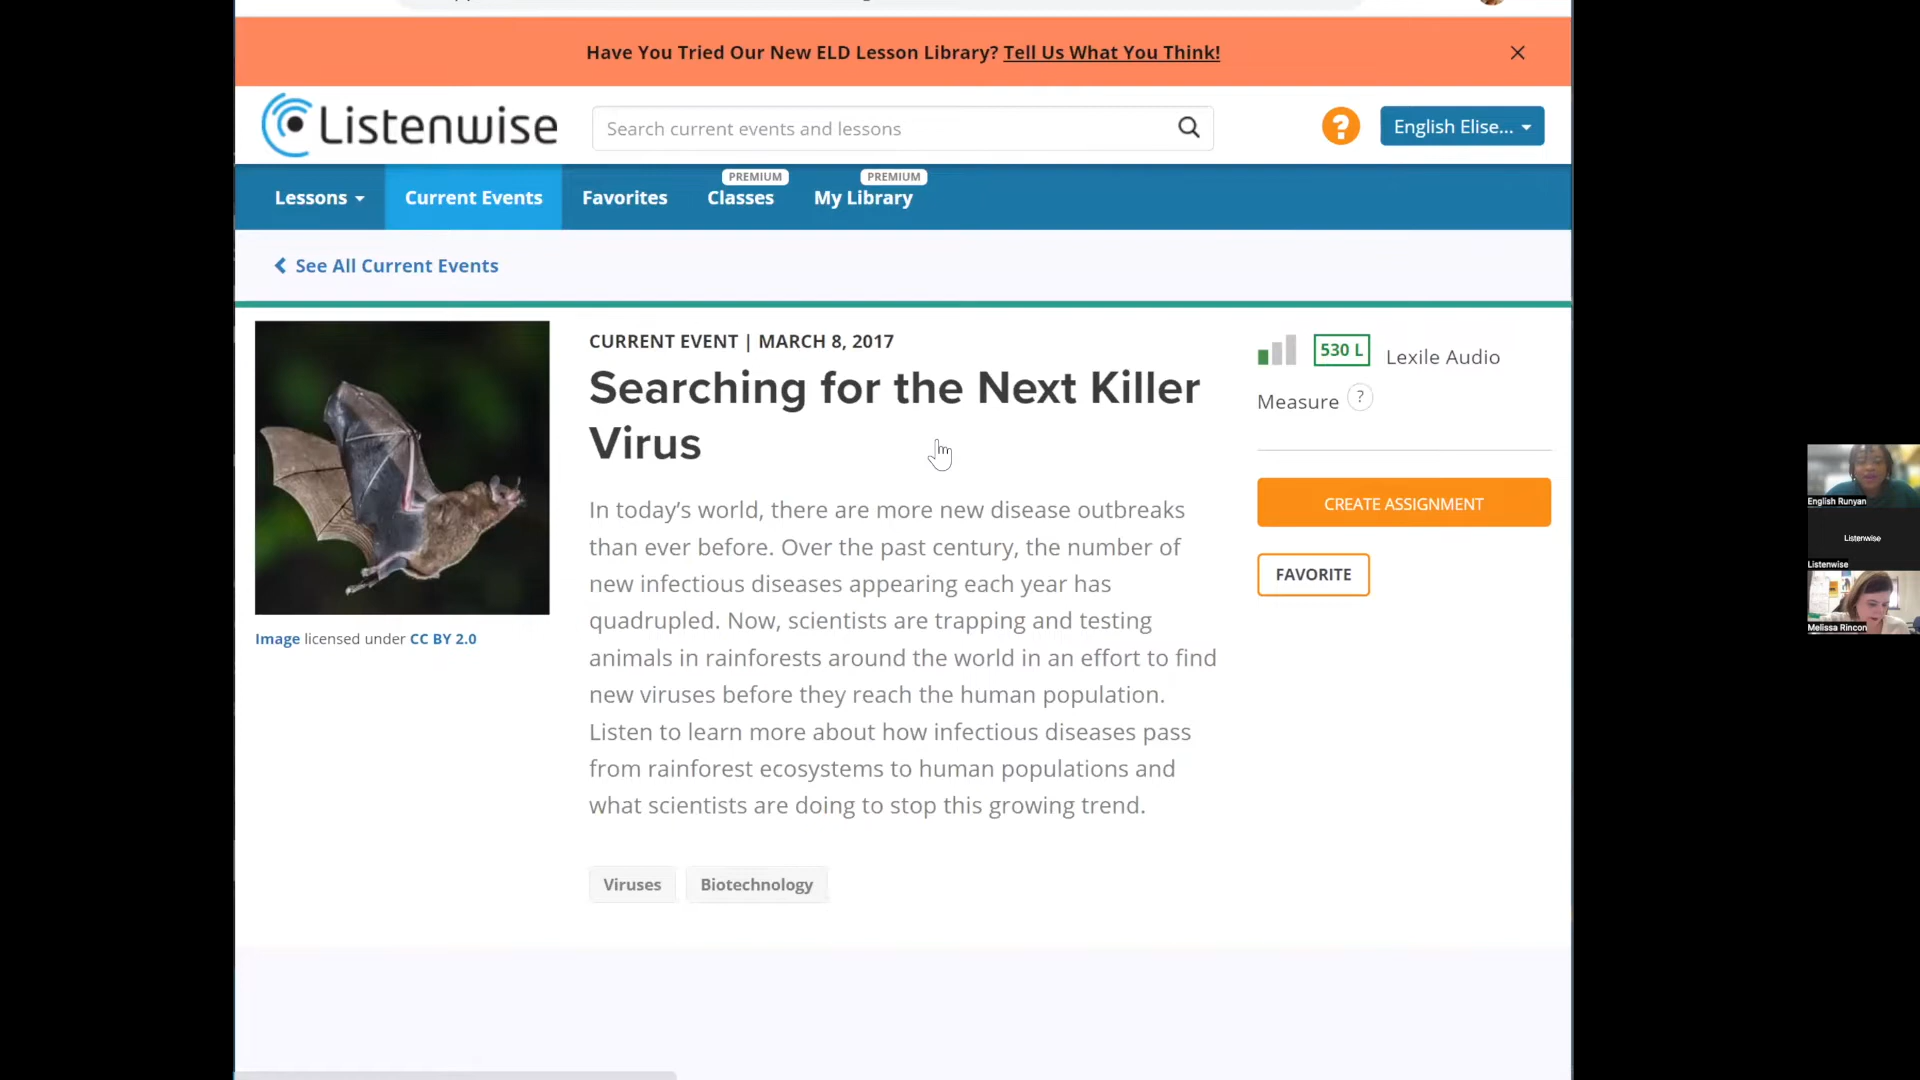 Have You Tried Our New ELD Lesson Library? Tell Us What You Think!
Listenwise
Search current events and lessons
?
English Elise...
Lessons
Current Events
Favorites
PREMIUM
Classes
PREMIUM
My Library
See All Current Events
CURRENT EVENT | MARCH 8, 2017
Searching for the Next Killer
Virus
In today’s world, there are more new disease outbreaks
than ever before. Over the past century, the number of
new infectious diseases appearing each year has
quadrupled. Now, scientists are trapping and testing
animals in rainforests around the world in an effort to find
new viruses before they reach the human population.
Listen to learn more about how infectious diseases pass
from rainforest ecosystems to human populations and
what scientists are doing to stop this growing trend.
Viruses
Biotechnology
Image licensed under CC BY 2.0
530 L Lexile Audio
Measure ?
CREATE ASSIGNMENT
FAVORITE
English Runyan
Listenwise
Listenwise
Melissa Rincon